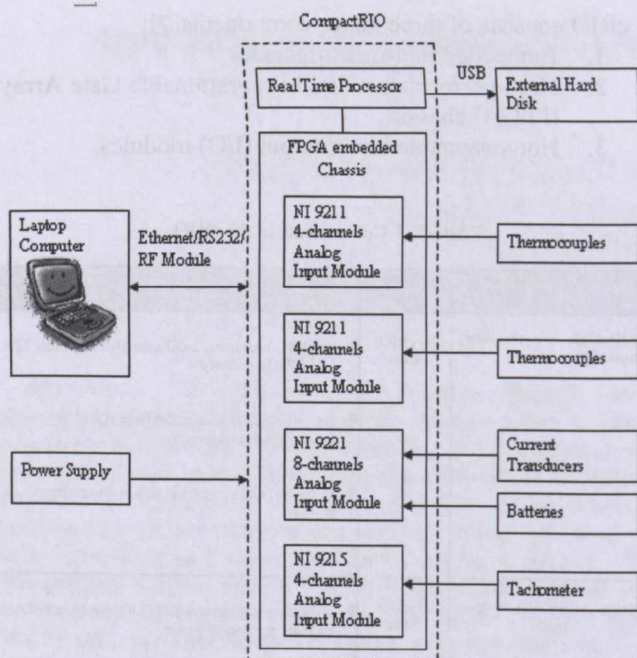 CompactRIO
Real Time Processor
USB
External Hard
Disk
FPGA embedded
Chassis
NI 9211
4-channels
Analog
Input Module
Thermocouples
Laptop
Computer
Ethernet/RS232/
RF Module
NI 9211
4-channels
Analog
Input Module
Thermocouples
NI 9221
8-channels
Analog
Input Module
Current
Transducers
Batteries
Power Supply
NI 9215
4-channels
Analog
Input Module
Tachometer